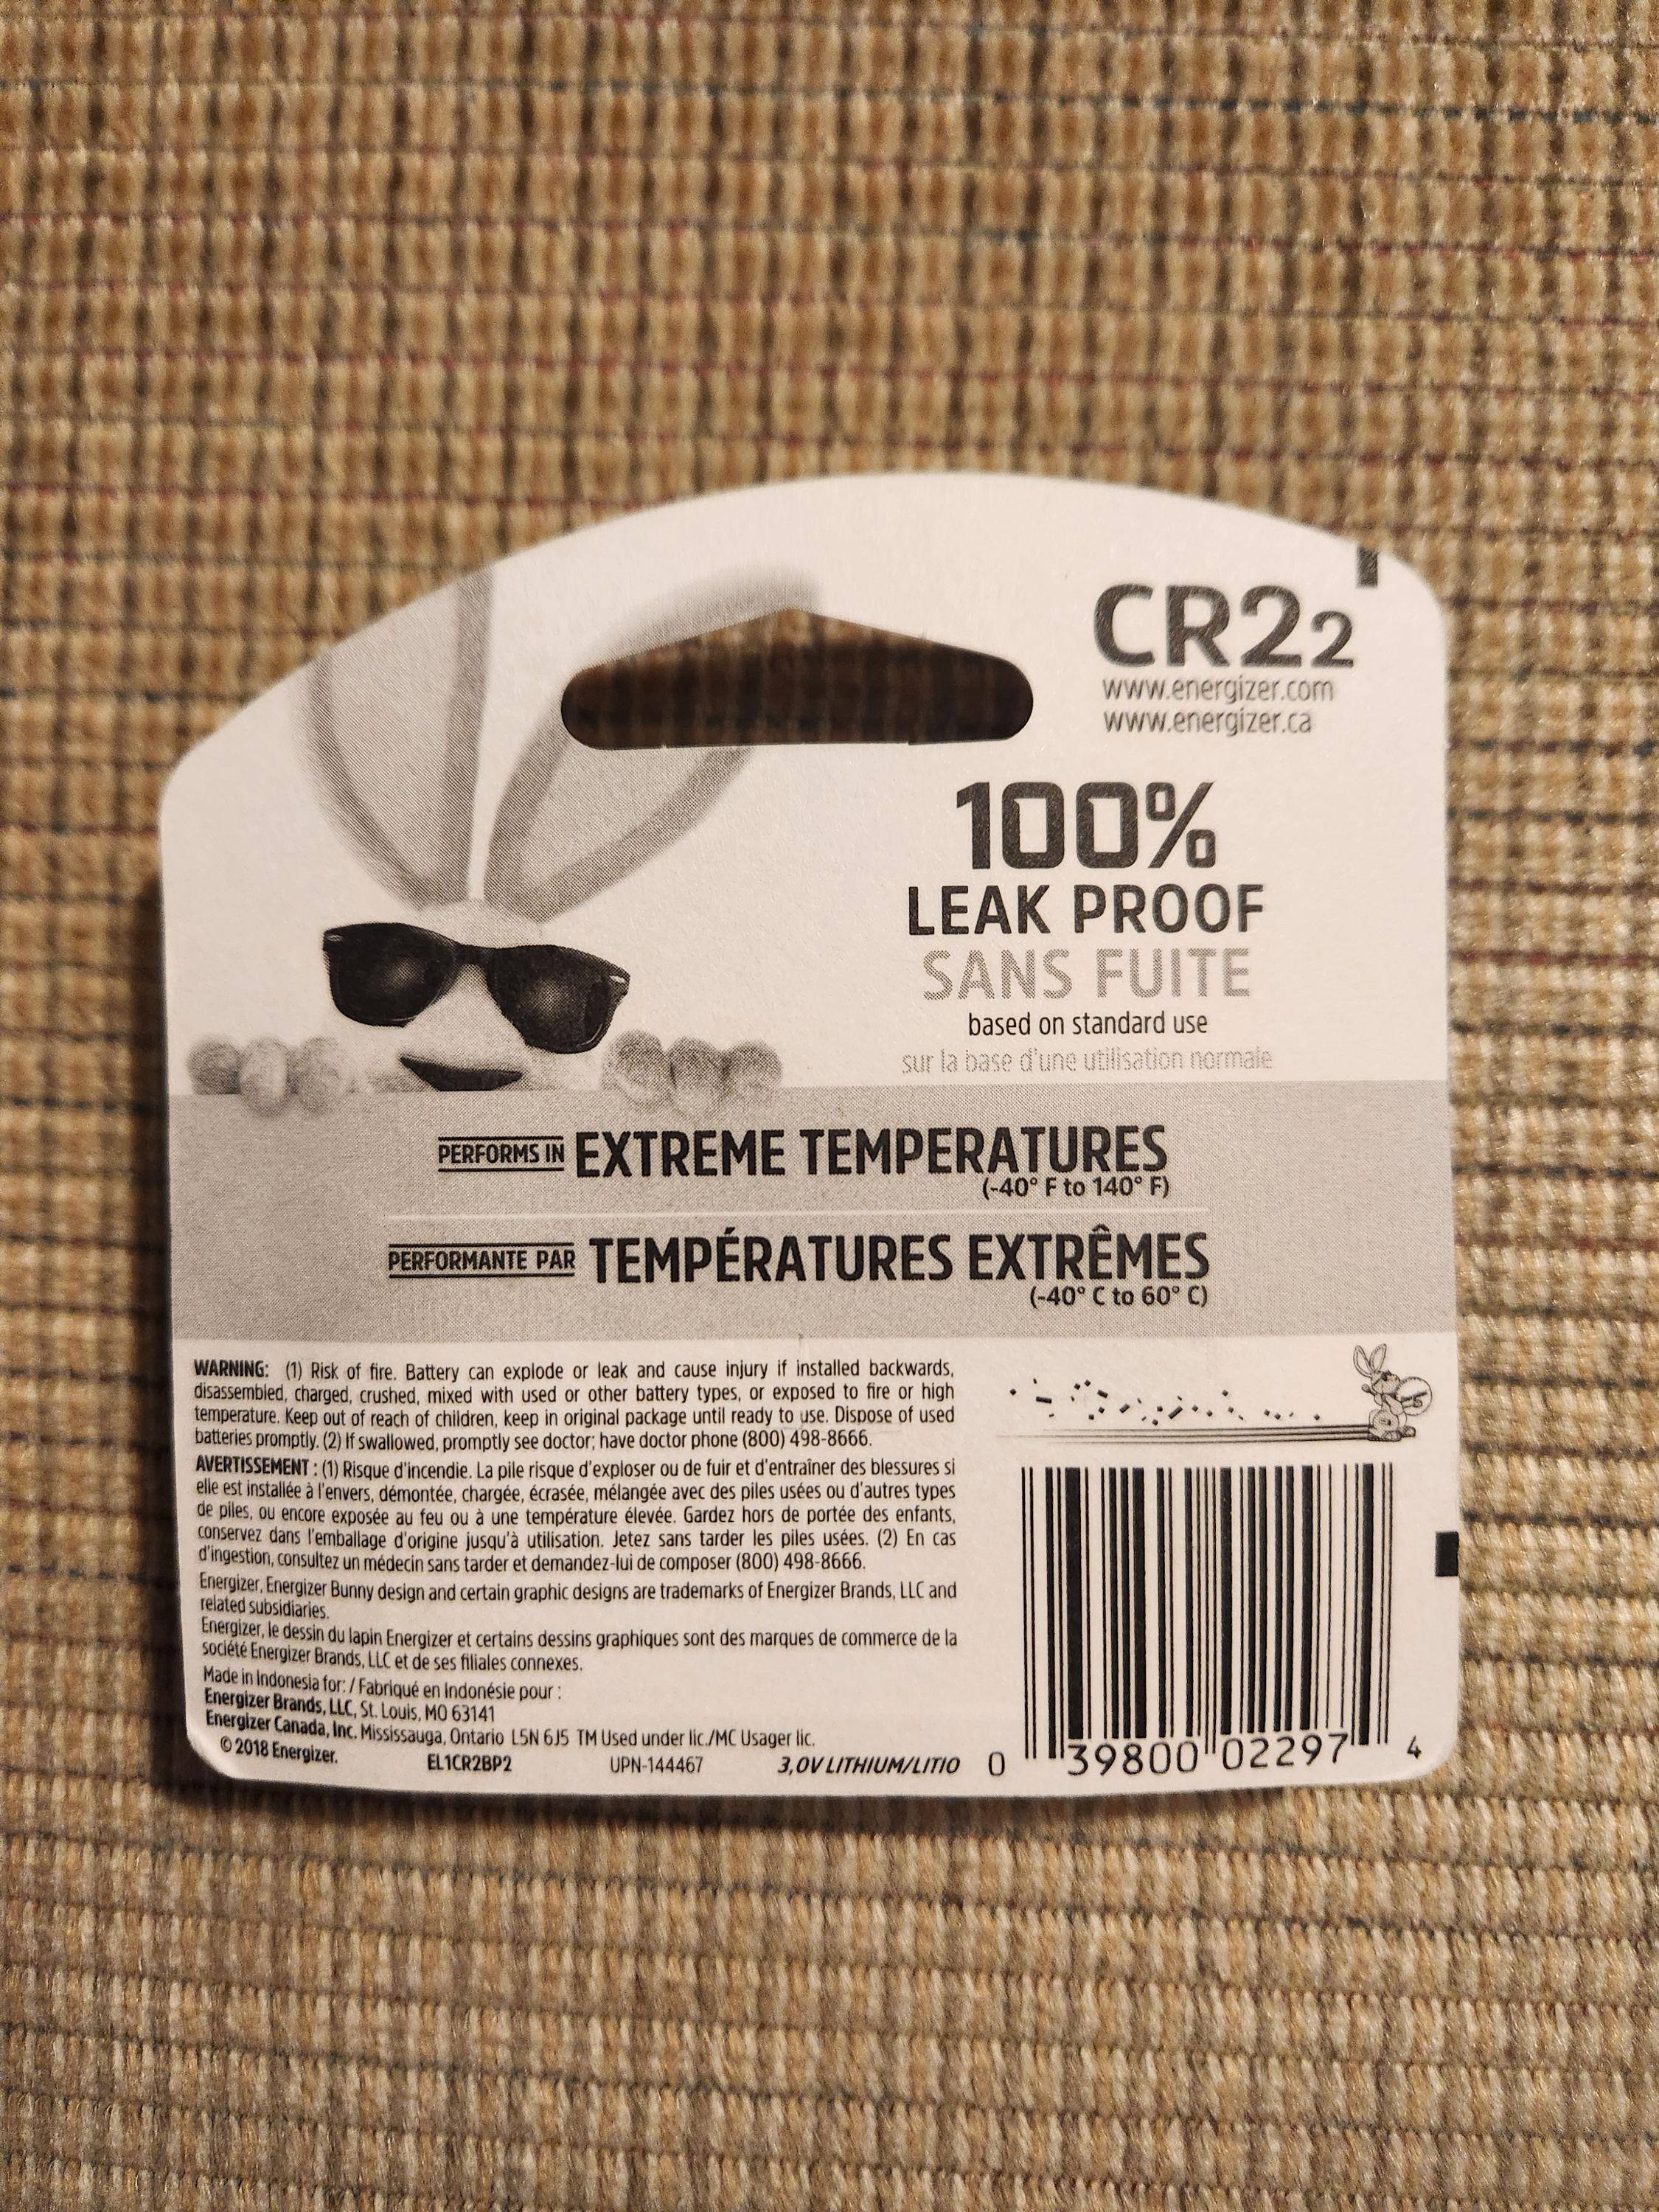 CR2 2
www.energizer.com
www.energizer.ca
100%
LEAK PROOF
SANS FUITE
based on standard use
sur la base d'une utilisation normale
PERFORMS IN EXTREME TEMPERATURES
(-40° F to 140° F)
PERFORMANTE PAR TEMPÉRATURES EXTRÊMES
(-40° C to 60° C)
WARNING: (1) Risk of fire. Battery can explode or leak and cause injury if installed backwards,
disassembled, charged, crushed, mixed with used or other battery types, or exposed to fire or high
temperature. Keep out of reach of children, keep in original package until ready to use. Dispose of used
batteries promptly. (2) If swallowed, promptly see doctor; have doctor phone (800) 498-8666.
AVERTISSEMENT : (1) Risque d'incendie. La pile risque d'exploser ou de fuir et d'entraîner des blessures si
elle est installée à l'envers, démontée, chargée, écrasée, mélangée avec des piles usées ou d'autres types
de piles, ou encore exposée au feu ou à une température élevée. Gardez hors de portée des enfants,
conservez dans l'emballage d'origine jusqu'à utilisation. Jetez sans tarder les piles usées. (2) En cas
d'ingestion, consultez un médecin sans tarder et demandez-lui de composer (800) 498-8666.
Energizer, Energizer Bunny design and certain graphic designs are trademarks of Energizer Brands, LLC and
related subsidiaries.
Energizer, le dessin du lapin Energizer et certains dessins graphiques sont des marques de commerce de la
société Energizer Brands, LLC et de ses filiales connexes.
Made in Indonesia for: / Fabriqué en Indonésie pour :
Energizer Brands, LLC, St. Louis, MO 63141
Energizer Canada, Inc. Mississauga, Ontario L5N 6J5 TM Used under lic./MC Usager lic.
© 2018 Energizer. EL1CR2BP2 UPN-144467 3,0V LITHIUM/LITIO
0 39800 02297 4